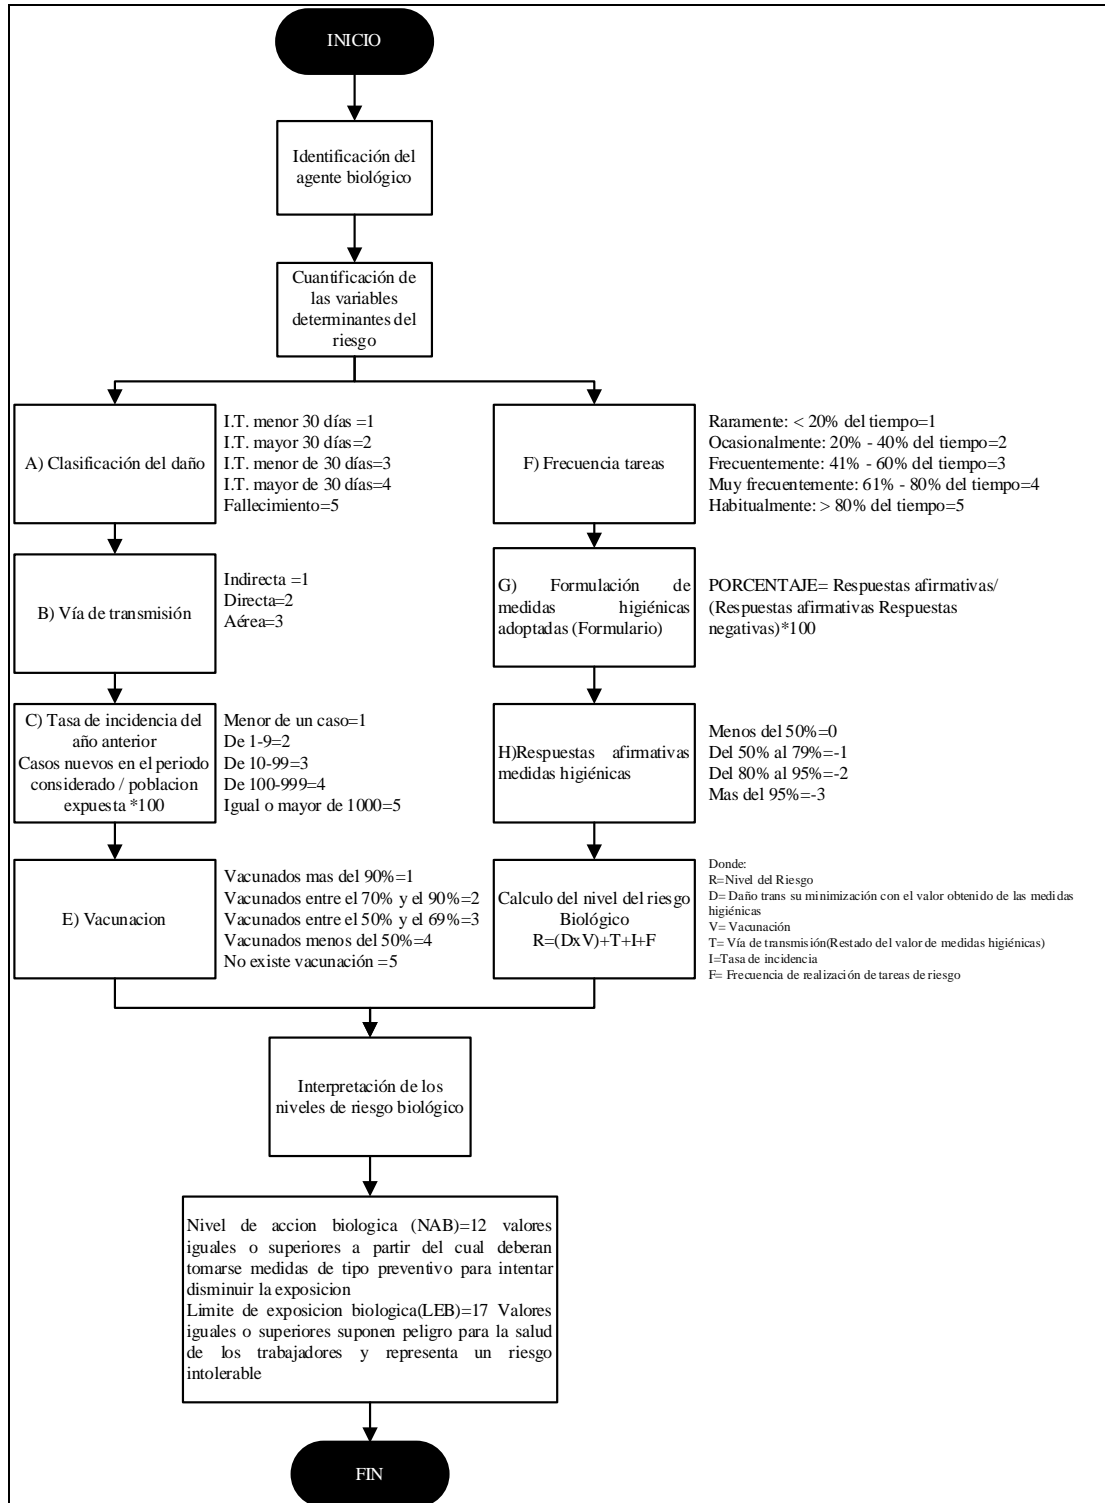 INICIO
Identificación del
agente biológico
Cuantificación de
las variables
determinantes del
riesgo
A) Clasificación del daño
I.T. menor 30 días =1
I.T. mayor 30 días=2
I.T. menor de 30 días=3
I.T. mayor de 30 días=4
Fallecimiento=5
B) Vía de transmisión
Indirecta =1
Directa=2
Aérea=3
C) Tasa de incidencia del
año anterior
Casos nuevos en el periodo
considerado / poblacion
expuesta *100
Menor de un caso=1
De 1-9=2
De 10-99=3
De 100-999=4
Igual o mayor de 1000=5
E) Vacunacion
Vacunados mas del 90%=1
Vacunados entre el 70% y el 90%=2
Vacunados entre el 50% y el 69%=3
Vacunados menos del 50%=4
No existe vacunación =5
F) Frecuencia tareas
Raramente: < 20% del tiempo=1
Ocasionalmente: 20% - 40% del tiempo=2
Frecuentemente: 41% - 60% del tiempo=3
Muy frecuentemente: 61% - 80% del tiempo=4
Habitualmente: > 80% del tiempo=5
G) Formulación de
medidas higiénicas
adoptadas (Formulario)
PORCENTAJE= Respuestas afirmativas/
(Respuestas afirmativas Respuestas
negativas)*100
H)Respuestas afirmativas
medidas higiénicas
Menos del 50%=0
Del 50% al 79%=-1
Del 80% al 95%=-2
Mas del 95%=-3
Calculo del nivel del riesgo
Biológico
R=(DxV)+T+I+F
Donde:
R=Nivel del Riesgo
D= Daño trans su minimización con el valor obtenido de las medidas
higiénicas
V= Vacunación
T= Vía de transmisión(Restado del valor de medidas higiénicas)
I=Tasa de incidencia
F= Frecuencia de realización de tareas de riesgo
Interpretación de los
niveles de riesgo biológico
Nivel de accion biologica (NAB)=12 valores
iguales o superiores a partir del cual deberan
tomarse medidas de tipo preventivo para intentar
disminuir la exposicion
Limite de exposicion biologica(LEB)=17 Valores
iguales o superiores suponen peligro para la salud
de los trabajadores y representa un riesgo
intolerable
FIN